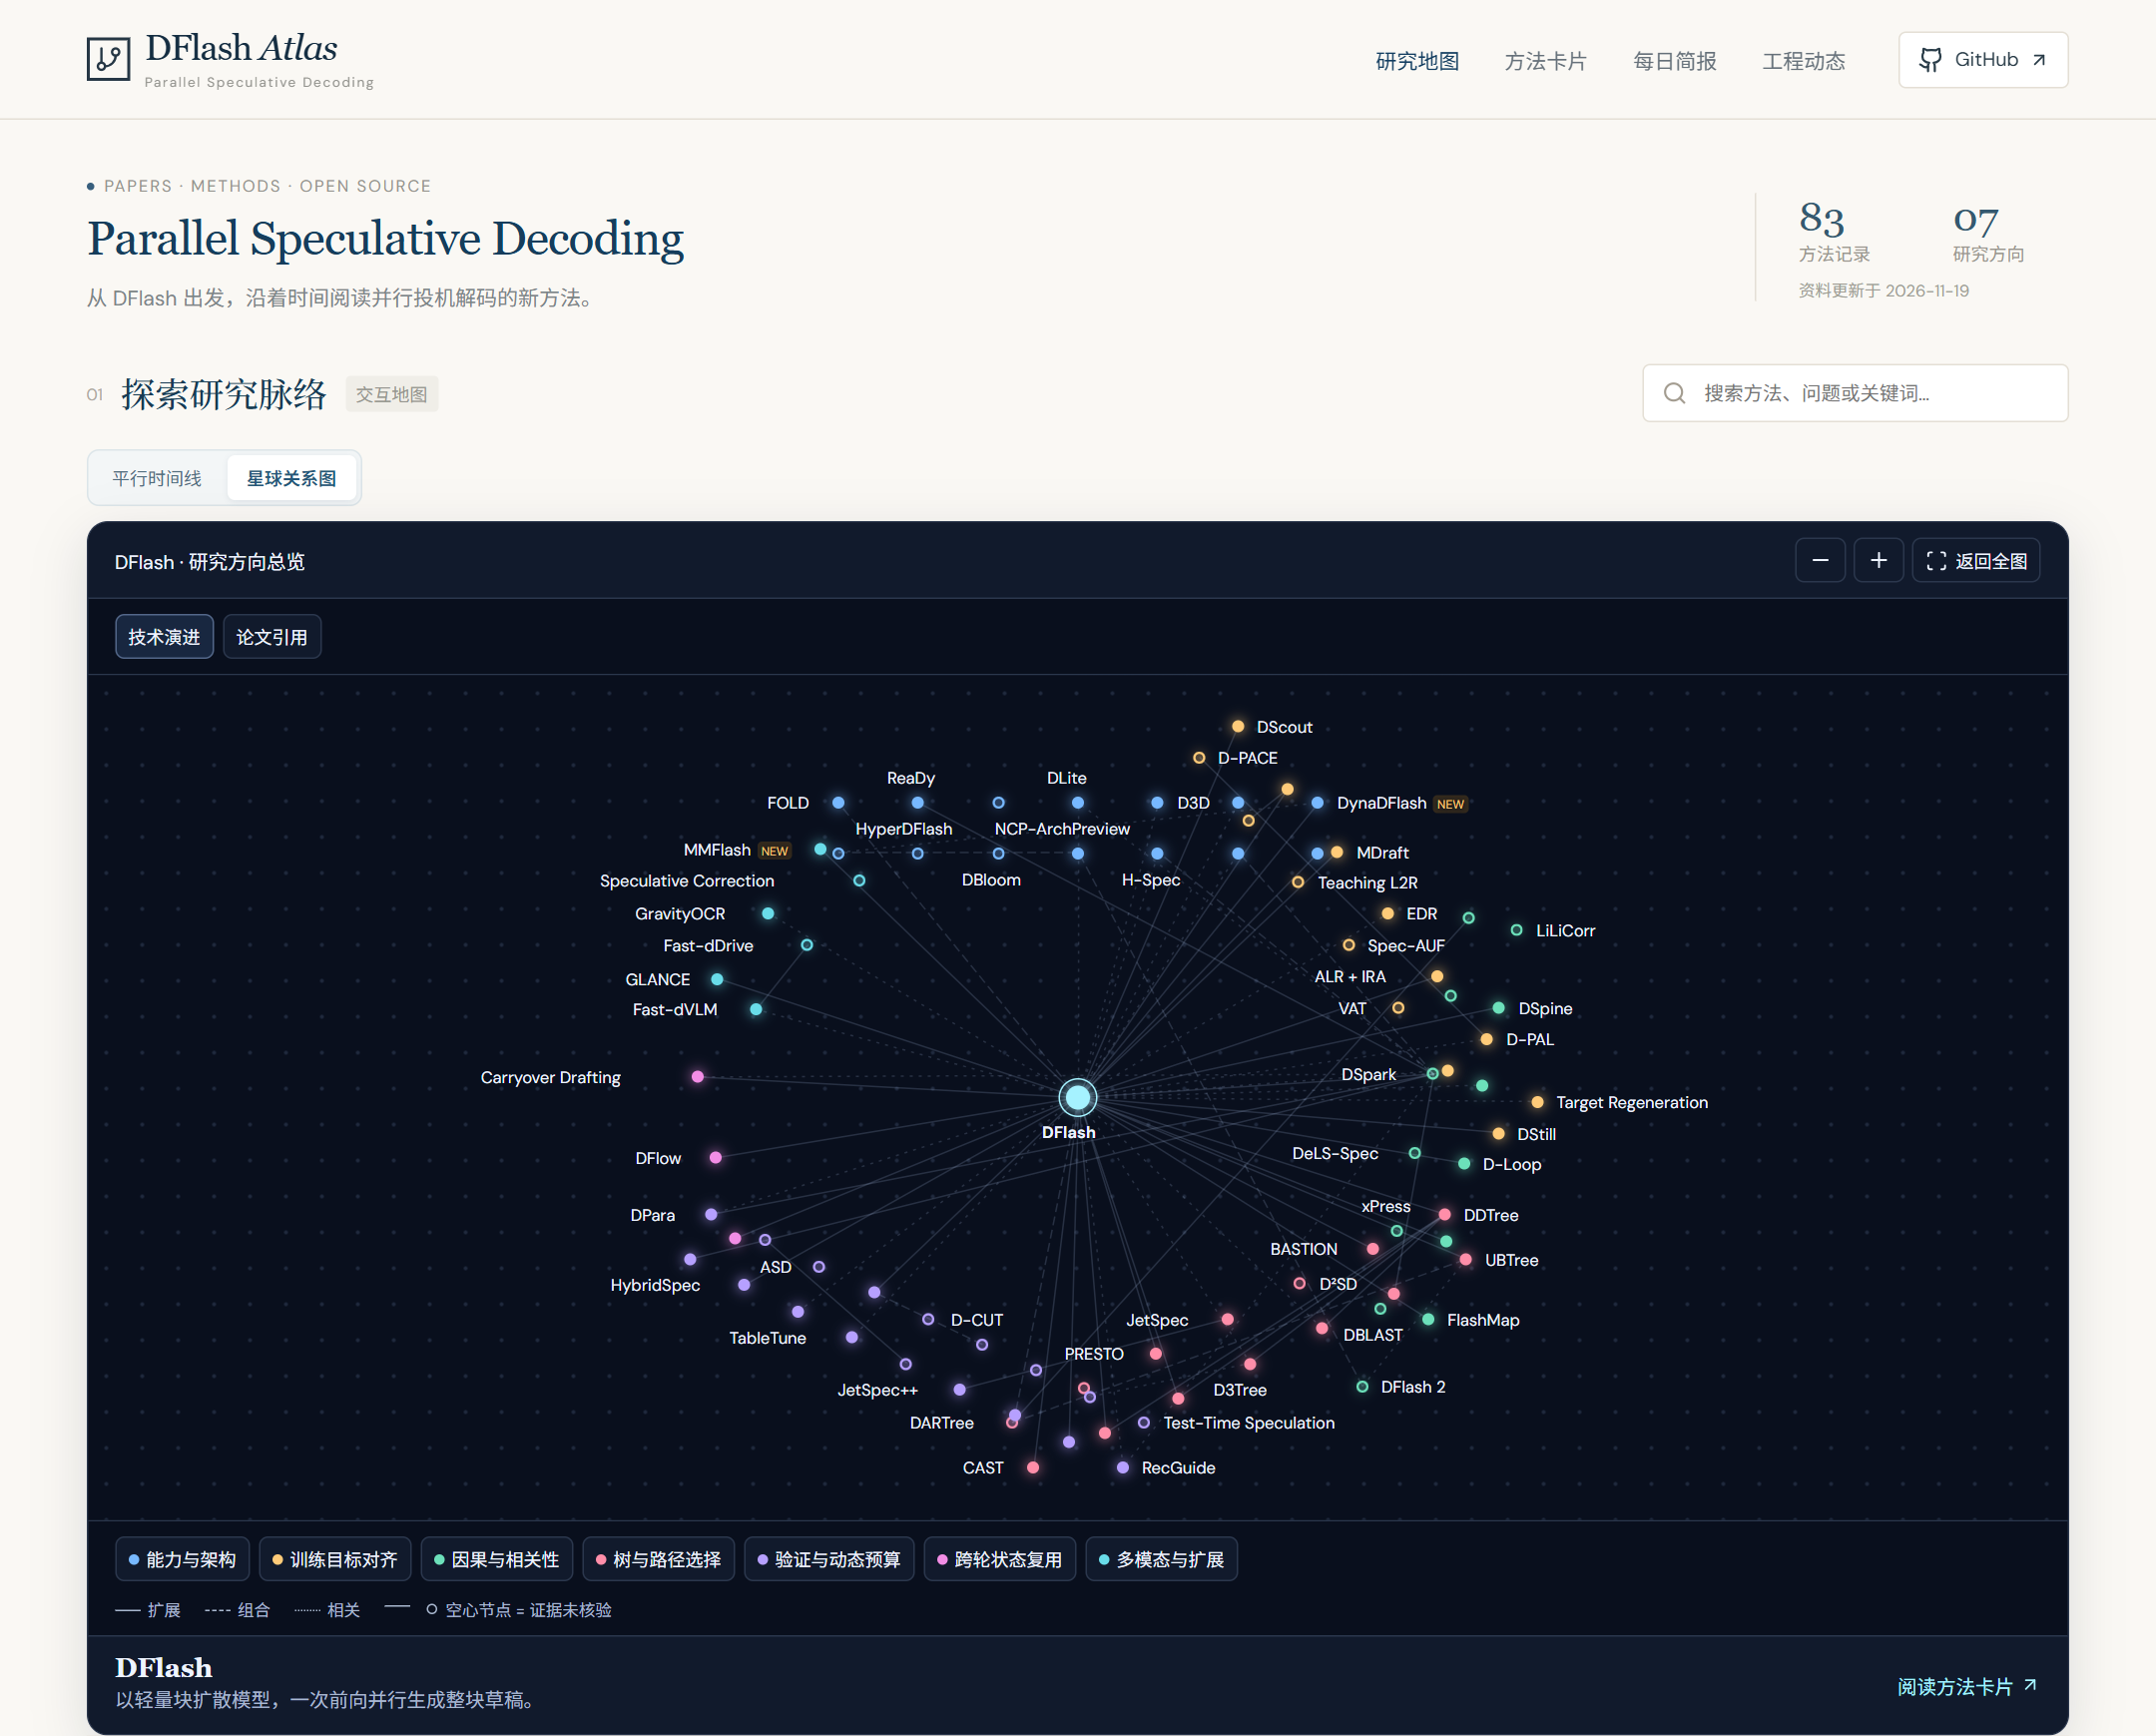 DFlash Atlas
Parallel Speculative Decoding
研究地图
方法卡片
每日简报
工程动态
GitHub
PAPERS · METHODS · OPEN SOURCE
Parallel Speculative Decoding
从 DFlash 出发，沿着时间阅读并行投机解码的新方法。
83
方法记录
07
研究方向
资料更新于 2026-11-19
01 探索研究脉络 交互地图
搜索方法、问题或关键词...
平行时间线
星球关系图
DFlash · 研究方向总览
返回全图
技术演进
论文引用
DScout
D-PACE
ReaDy
DLite
FOLD
D3D
DynaDFlash NEW
HyperDFlash
NCP-ArchPreview
MMFlash NEW
MDraft
Speculative Correction
DBloom
H-Spec
Teaching L2R
GravityOCR
EDR
LiLiCorr
Fast-dDrive
Spec-AUF
GLANCE
ALR + IRA
Fast-dVLM
VAT
DSpine
D-PAL
Carryover Drafting
DSpark
Target Regeneration
DFlash
DStill
DFlow
DeLS-Spec
D-Loop
DPara
xPress
DDTree
BASTION
UBTree
ASD
HybridSpec
D²SD
D-CUT
JetSpec
FlashMap
TableTune
DBLAST
PRESTO
JetSpec++
D3Tree
DFlash 2
DARTree
Test-Time Speculation
CAST
RecGuide
能力与架构
训练目标对齐
因果与相关性
树与路径选择
验证与动态预算
跨轮状态复用
多模态与扩展
扩展
组合
相关
空心节点 = 证据未核验
DFlash
以轻量块扩散模型，一次前向并行生成整块草稿。
阅读方法卡片